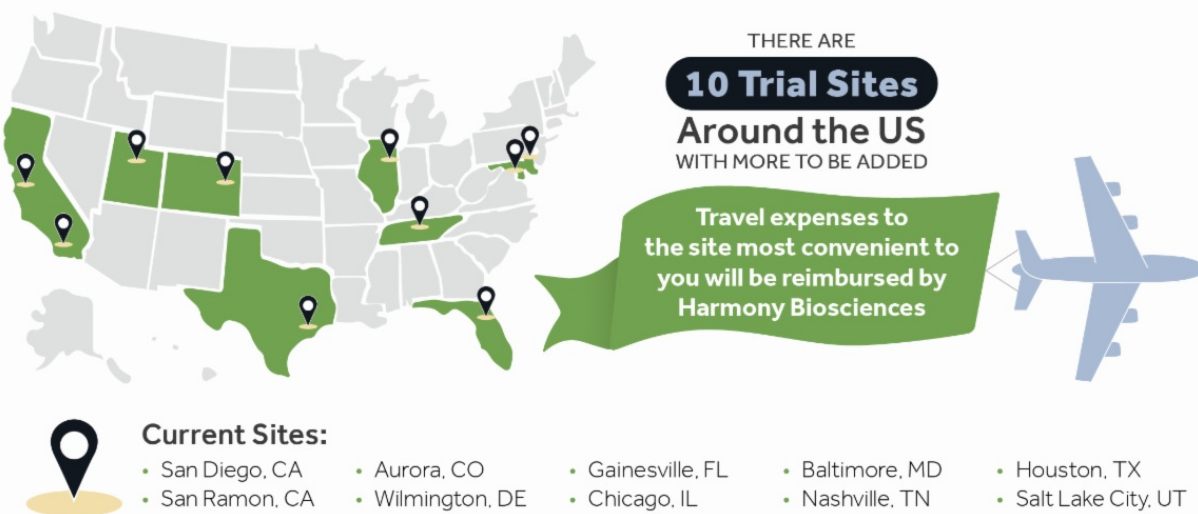 THERE ARE
10 Trial Sites
Around the US
WITH MORE TO BE ADDED
Travel expenses to
the site most convenient to
you will be reimbursed by
Harmony Biosciences
Current Sites:
• San Diego, CA
• San Ramon, CA
• Aurora, CO
• Wilmington, DE
• Gainesville, FL
• Chicago, IL
• Baltimore, MD
• Nashville, TN
• Houston, TX
• Salt Lake City, UT